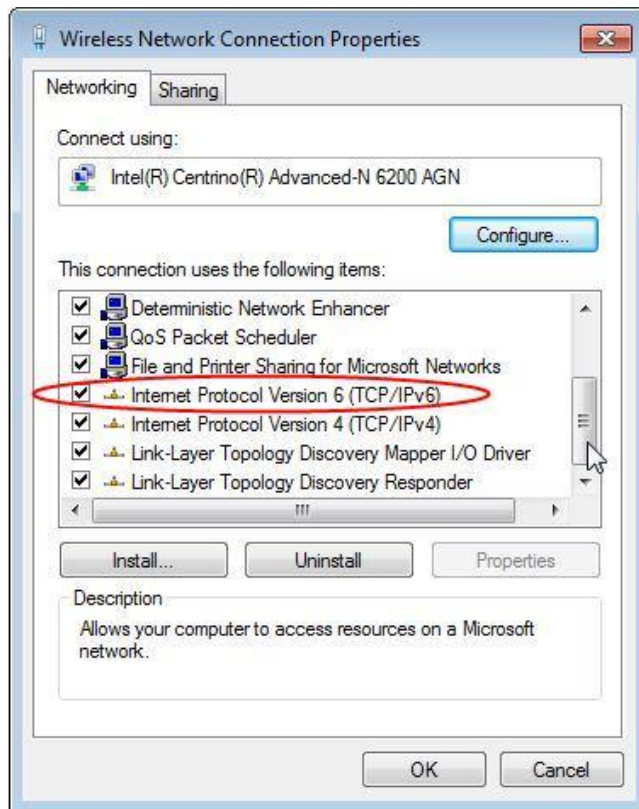 Wireless Network Connection Properties
Networking
Sharing
Connect using:
Intel(R) Centrino(R) Advanced-N 6200 AGN
Configure...
This connection uses the following items:
Deterministic Network Enhancer
QoS Packet Scheduler
File and Printer Sharing for Microsoft Networks
Internet Protocol Version 6 (TCP/IPv6)
Internet Protocol Version 4 (TCP/IPv4)
Link-Layer Topology Discovery Mapper I/O Driver
Link-Layer Topology Discovery Responder
Install...
Uninstall
Properties
Description
Allows your computer to access resources on a Microsoft
network.
OK
Cancel